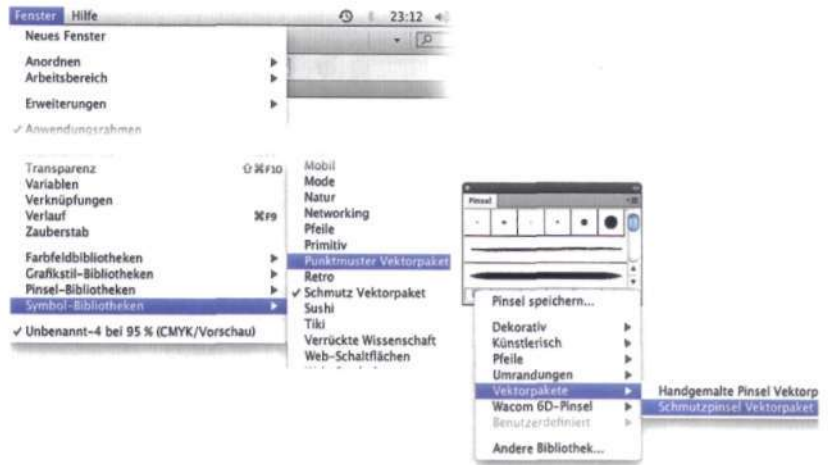 Fenster Hilfe 23:12
Neues Fenster
Anordnen
Arbeitsbereich
Erweiterungen
✓ Anwendungsrahmen
Transparenz ⇧⌘F10
Variablen
Verknüpfungen
Verlauf ⌘F9
Zauberstab
Farbfeldbibliotheken
Grafikstil-Bibliotheken
Pinsel-Bibliotheken
Symbol-Bibliotheken
✓ Unbenannt-4 bei 95 % (CMYK/Vorschau)
Mobil
Mode
Natur
Networking
Pfeile
Primitiv
Punktmuster Vektorpaket
Retro
✓ Schmutz Vektorpaket
Sushi
Tiki
Verrückte Wissenschaft
Web-Schaltflächen
Pinsel
Pinsel speichern...
Dekorativ
Künstlerisch
Pfeile
Umrandungen
Vektorpakete
Wacom 6D-Pinsel
Benutzerdefiniert
Andere Bibliothek...
Handgemalte Pinsel Vektorp
Schmutzpinsel Vektorpaket